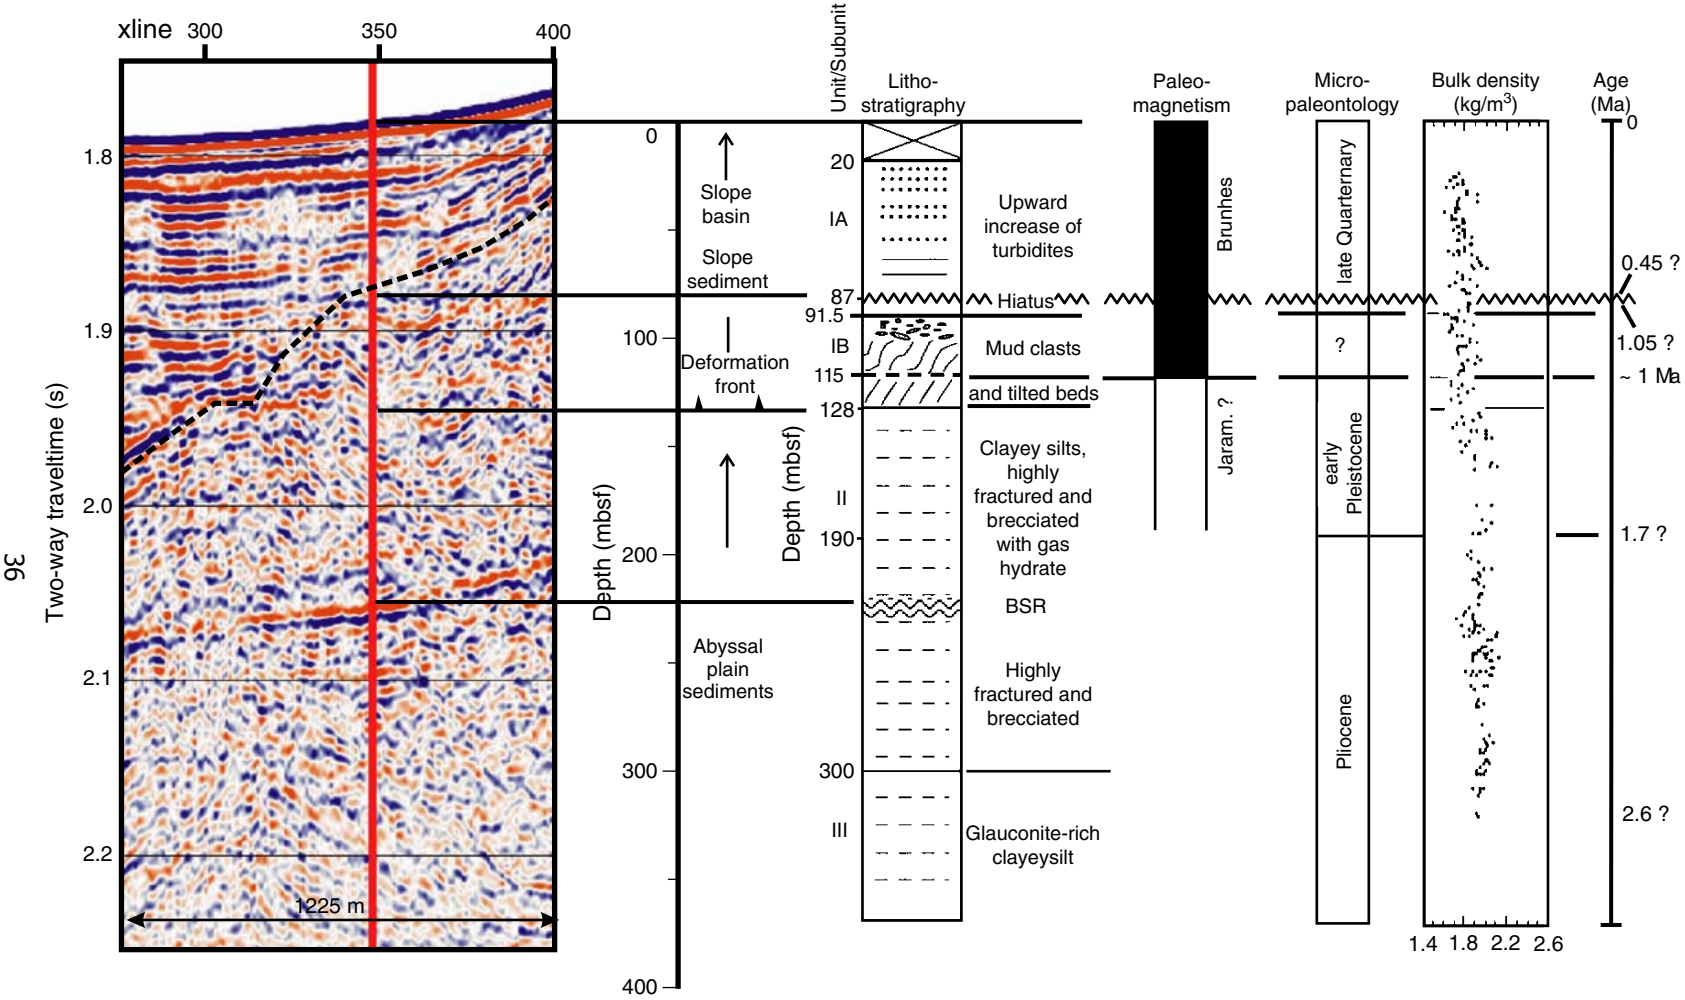 xline 300 350 400
Two-way traveltime (s)
1.8
1.9
2.0
2.1
2.2
1225 m
36
Depth (mbsf)
0
100
200
300
400
Slope
basin
Slope
sediment
Deformation
front
Abyssal
plain
sediments
Unit/Subunit
Depth (mbsf)
20
IA
87
91.5
IB
115
128
II
190
300
III
Litho-
stratigraphy
Upward
increase of
turbidites
Hiatus
Mud clasts
and tilted beds
Clayey silts,
highly
fractured and
brecciated
with gas
hydrate
BSR
Highly
fractured and
brecciated
Glauconite-rich
clayeysilt
Paleo-
magnetism
Brunhes
Jaram. ?
Micro-
paleontology
late Quarternary
?
early
Pleistocene
Pliocene
Bulk density
(kg/m³)
1.4 1.8 2.2 2.6
Age
(Ma)
0
0.45 ?
1.05 ?
~ 1 Ma
1.7 ?
2.6 ?